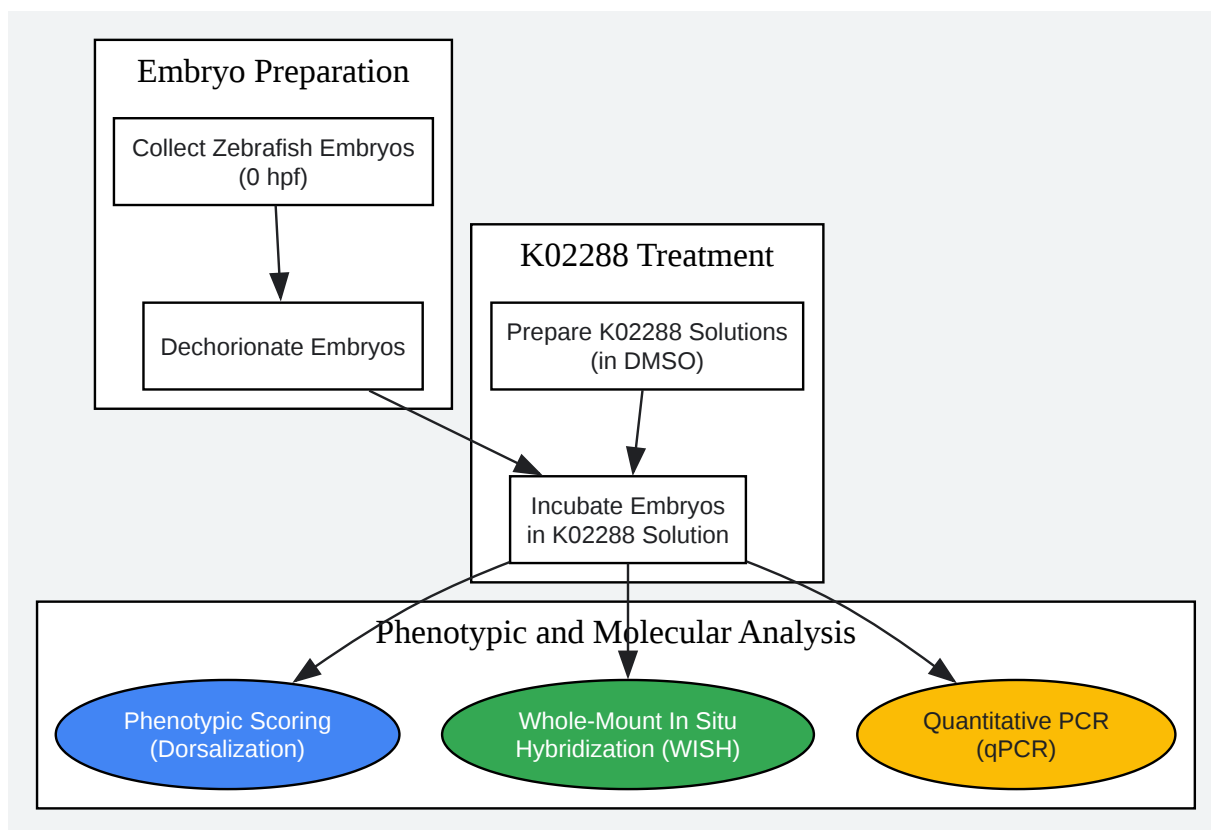 Embryo Preparation
Collect Zebrafish Embryos
(0 hpf)
Dechorionate Embryos
K02288 Treatment
Prepare K02288 Solutions
(in DMSO)
Incubate Embryos
in K02288 Solution
Phenotypic and Molecular Analysis
Phenotypic Scoring
(Dorsalization)
Whole-Mount In Situ
Hybridization (WISH)
Quantitative PCR
(qPCR)